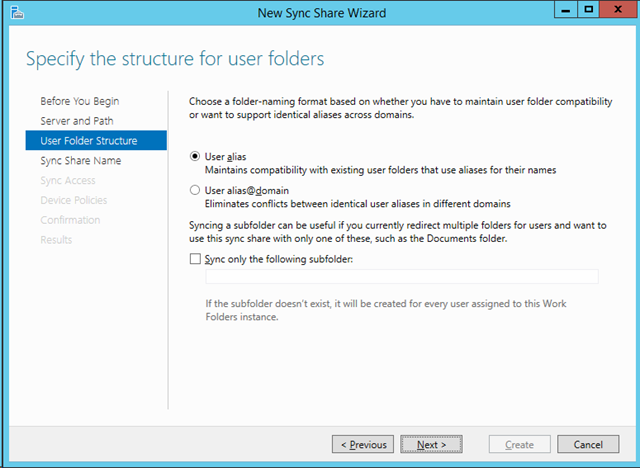 New Sync Share Wizard
Specify the structure for user folders
Before You Begin
Server and Path
User Folder Structure
Sync Share Name
Sync Access
Device Policies
Confirmation
Results
Choose a folder-naming format based on whether you have to maintain user folder compatibility
or want to support identical aliases across domains.
User alias
Maintains compatibility with existing user folders that use aliases for their names
User alias@domain
Eliminates conflicts between identical user aliases in different domains
Syncing a subfolder can be useful if you currently redirect multiple folders for users and want to
use this sync share with only one of these, such as the Documents folder.
Sync only the following subfolder:
If the subfolder doesn't exist, it will be created for every user assigned to this Work
Folders instance.
< Previous
Next >
Create
Cancel